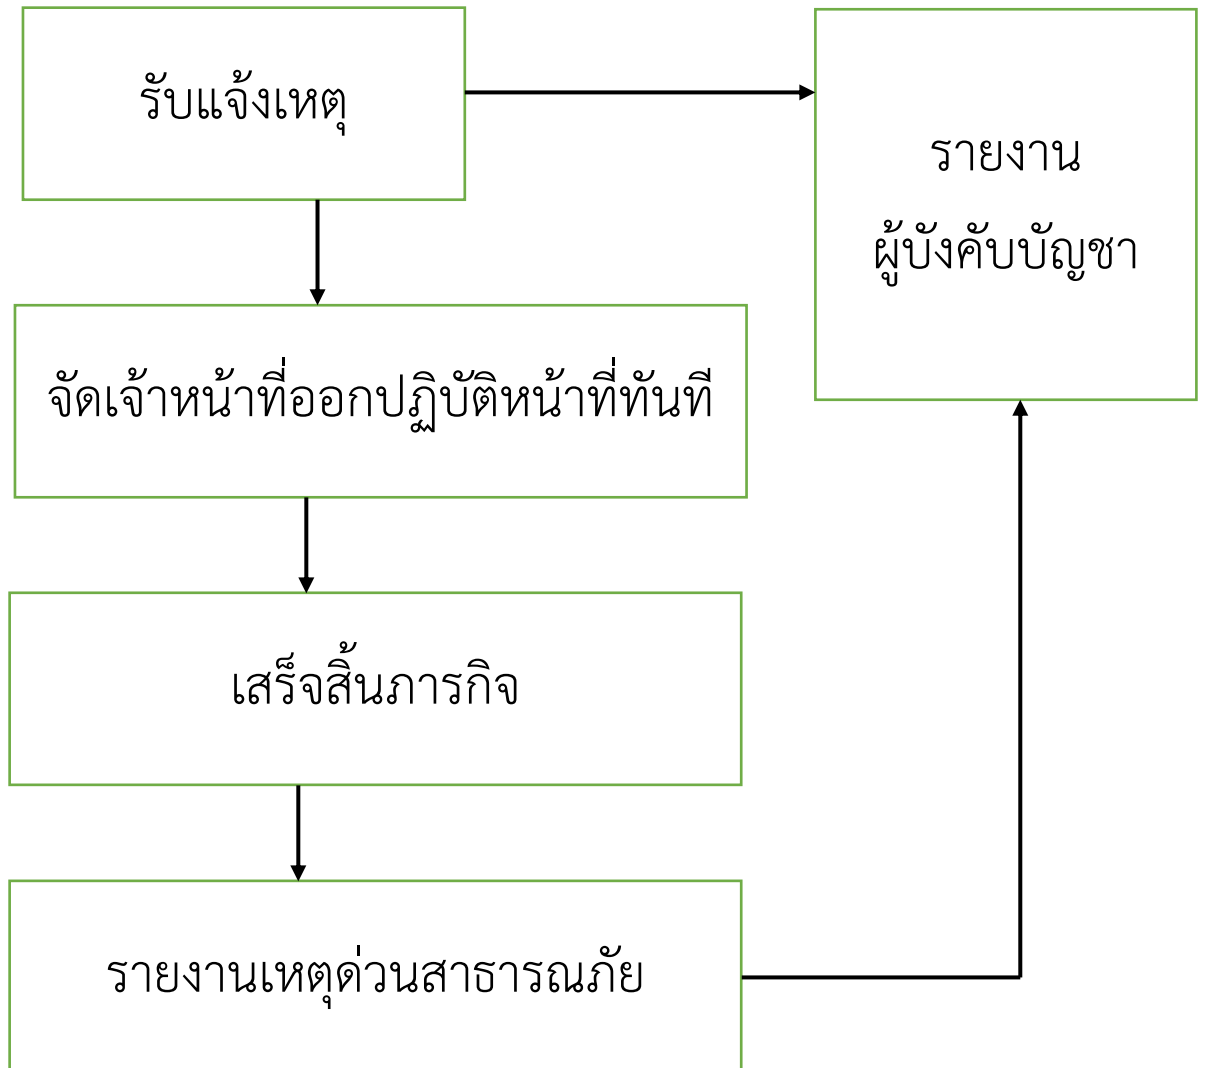 รับแจ้งเหตุ
รายงาน
ผู้บังคับบัญชา
จัดเจ้าหน้าที่ออกปฏิบัติหน้าที่ทันที
เสร็จสิ้นภารกิจ
รายงานเหตุด่วนสาธารณภัย